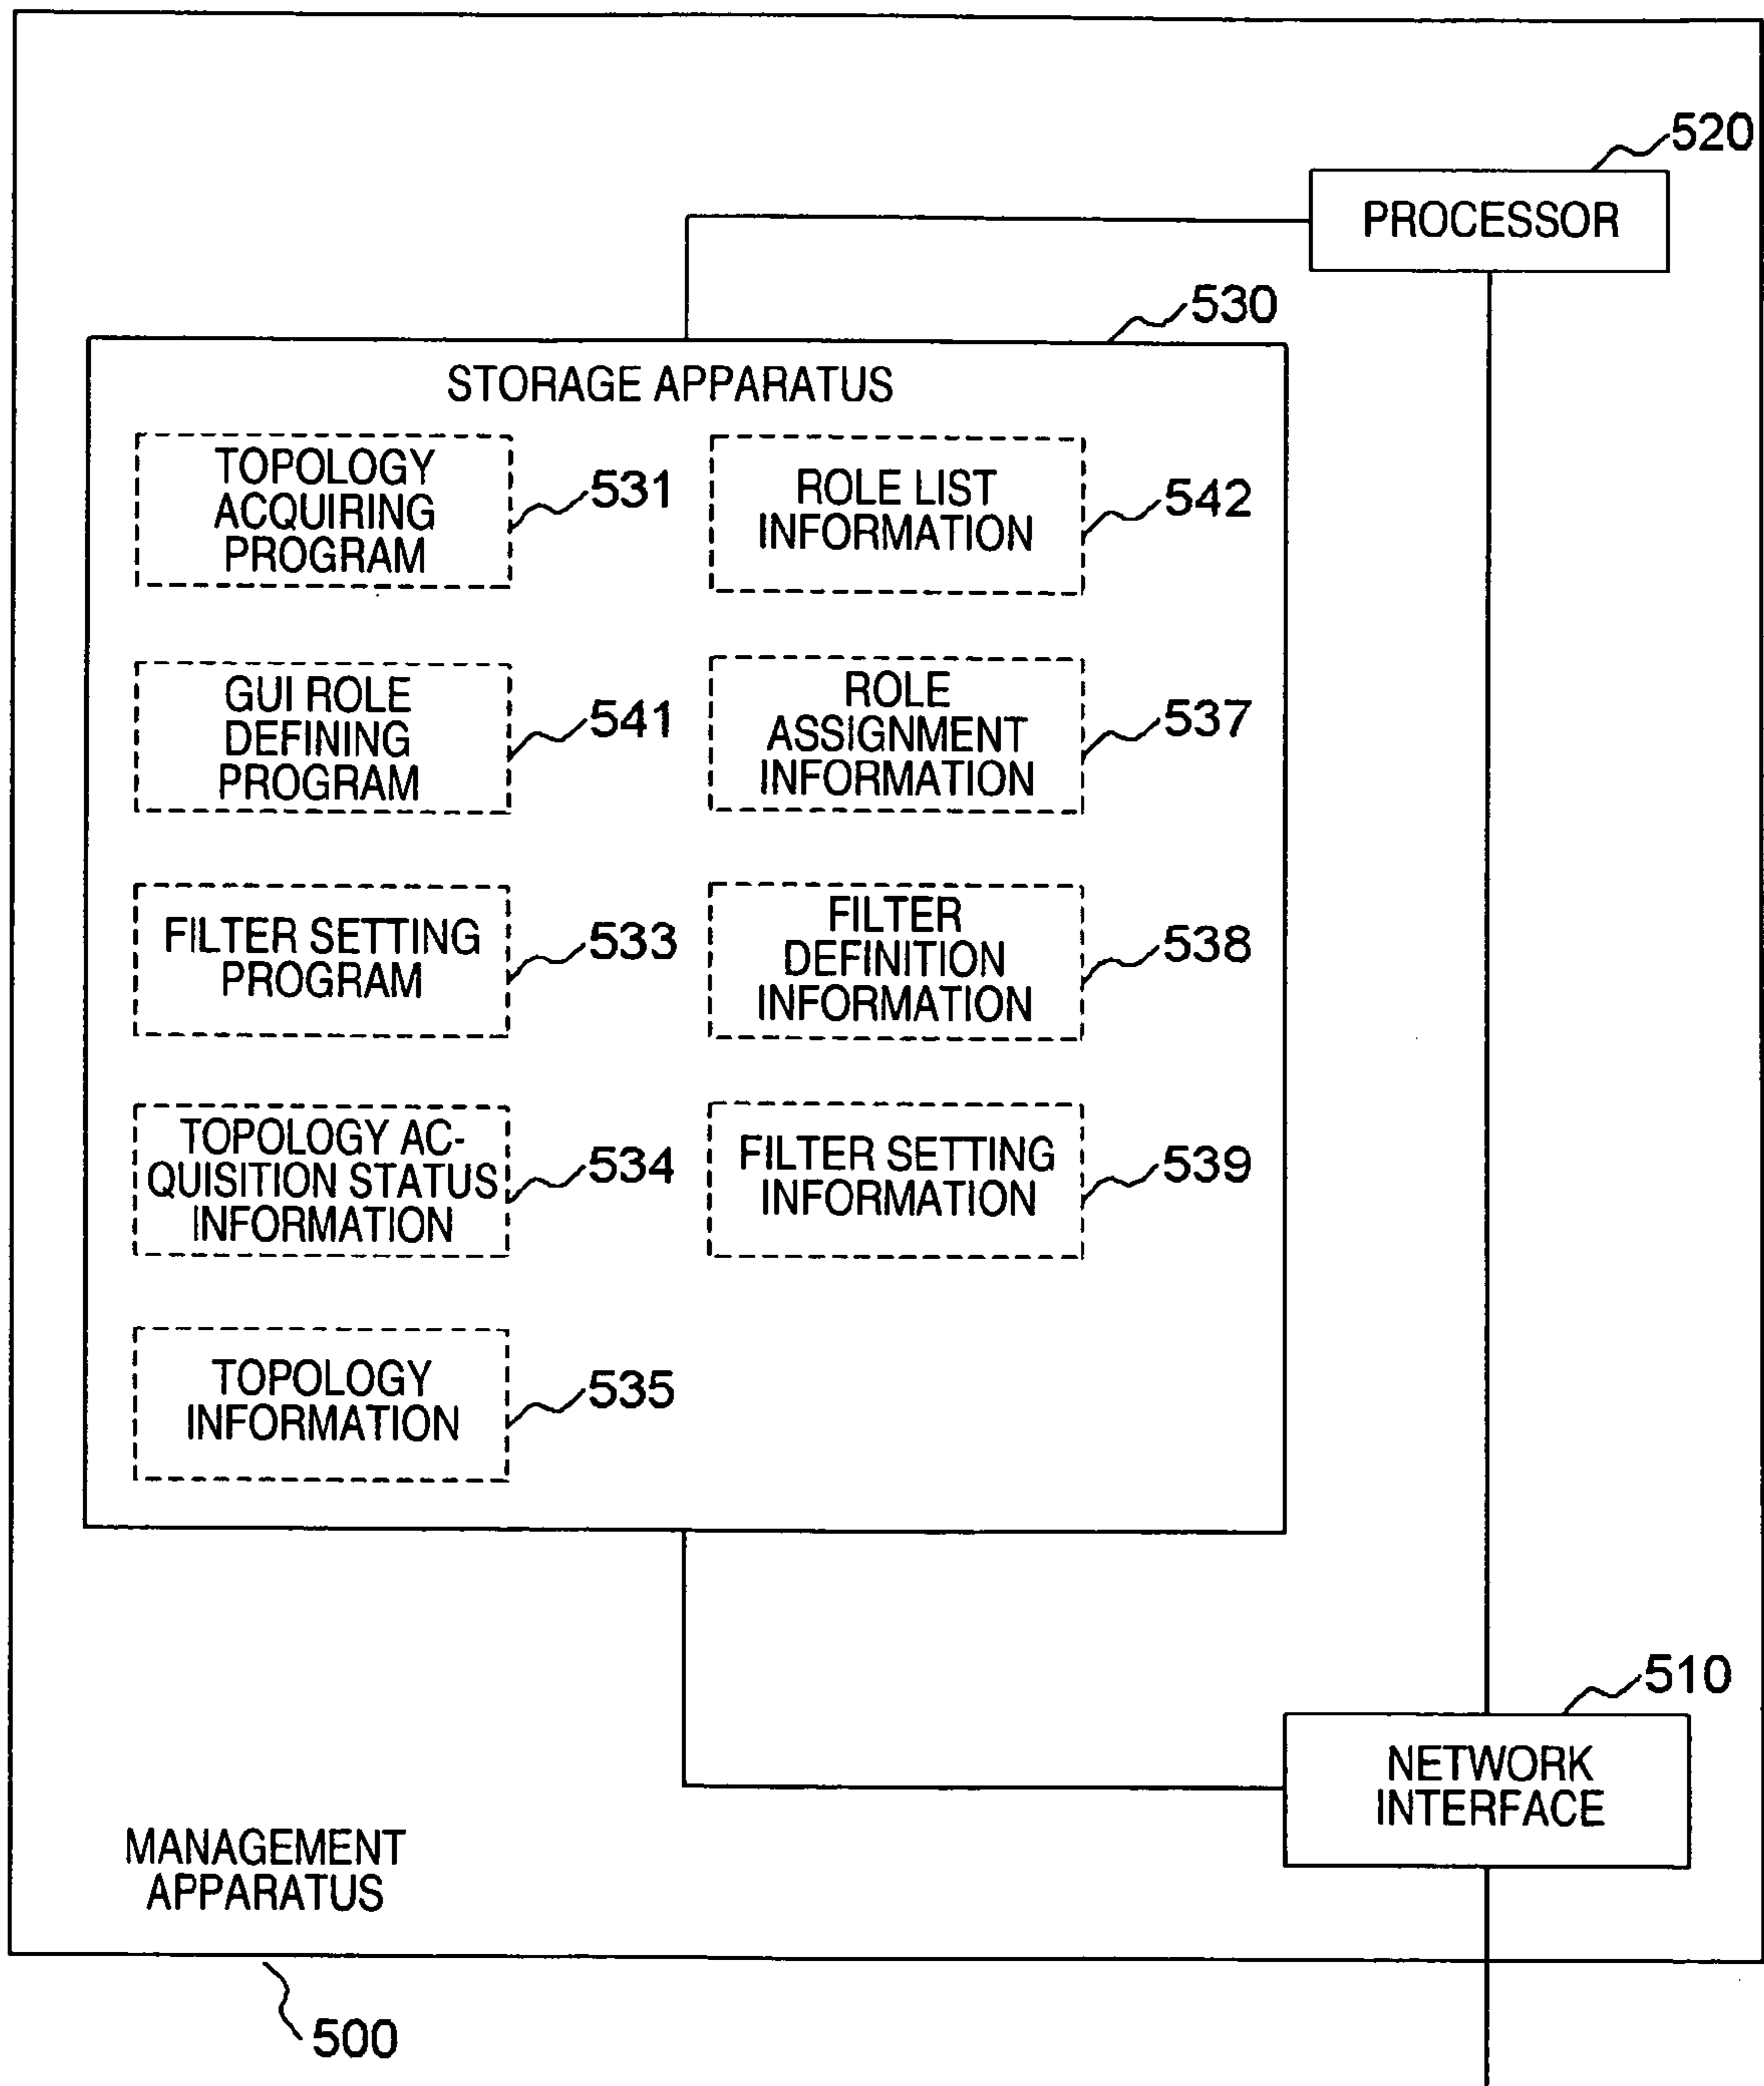 520
PROCESSOR
530
STORAGE APPARATUS
TOPOLOGY
ACQUIRING
PROGRAM
531
ROLE LIST
INFORMATION
542
GUI ROLE
DEFINING
PROGRAM
541
ROLE
ASSIGNMENT
INFORMATION
537
FILTER SETTING
PROGRAM
533
FILTER
DEFINITION
INFORMATION
538
TOPOLOGY AC-
QUISITION STATUS
INFORMATION
534
FILTER SETTING
INFORMATION
539
TOPOLOGY
INFORMATION
535
510
NETWORK
INTERFACE
MANAGEMENT
APPARATUS
500